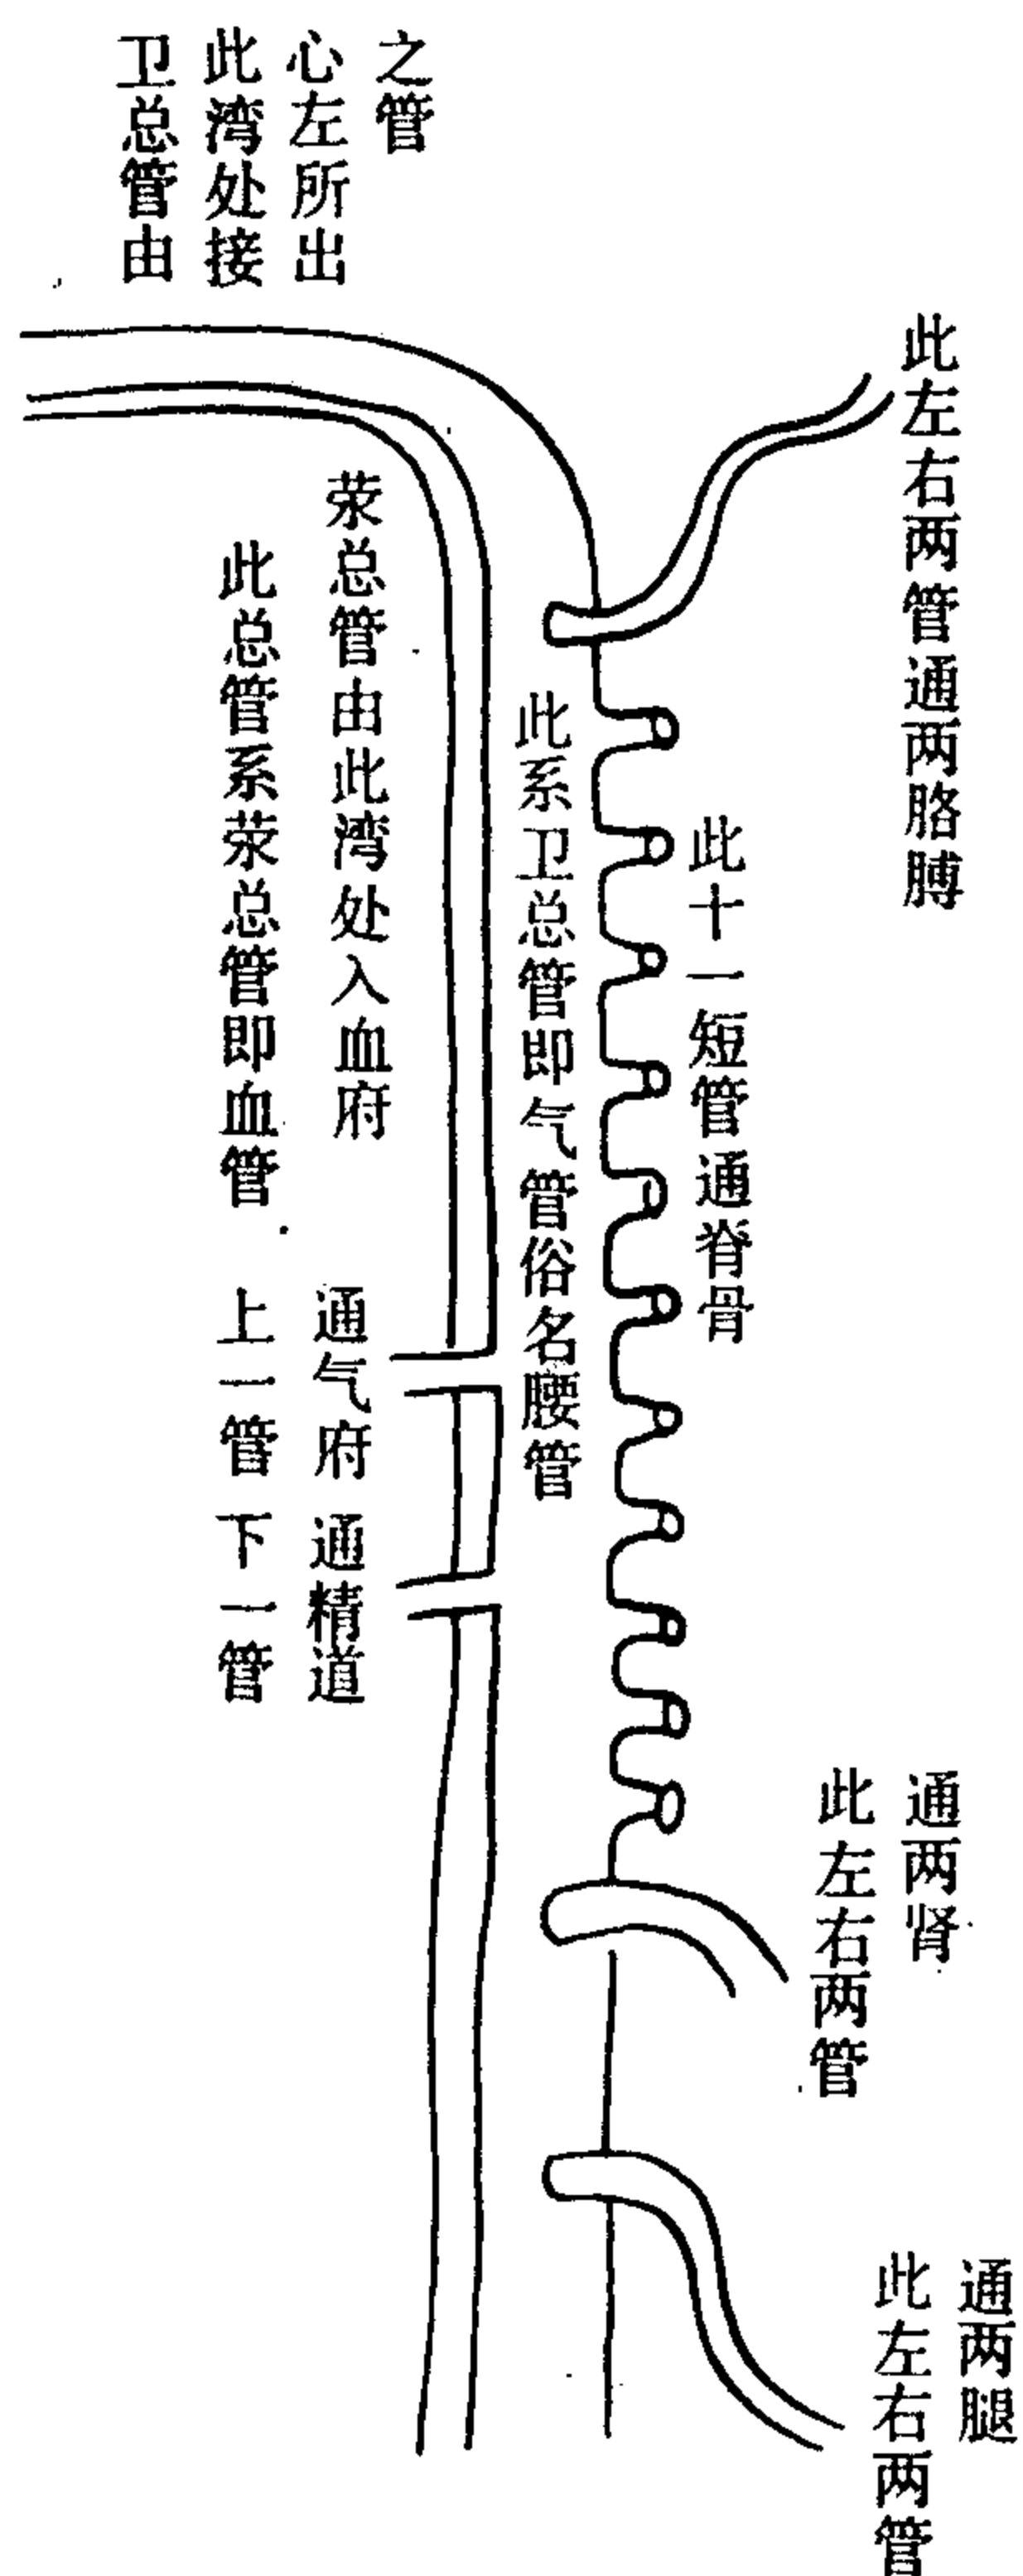 卫总管由
此湾处接
心左所出
之管
此左右两管通两胳膊
此总管系荥总管即血管
荥总管由此湾处入血府
此系卫总管即气管俗名腰管
此十一短管通脊骨
上一管
通气府
下一管
通精道
此左右两管
通两肾
此左右两管
通两腿